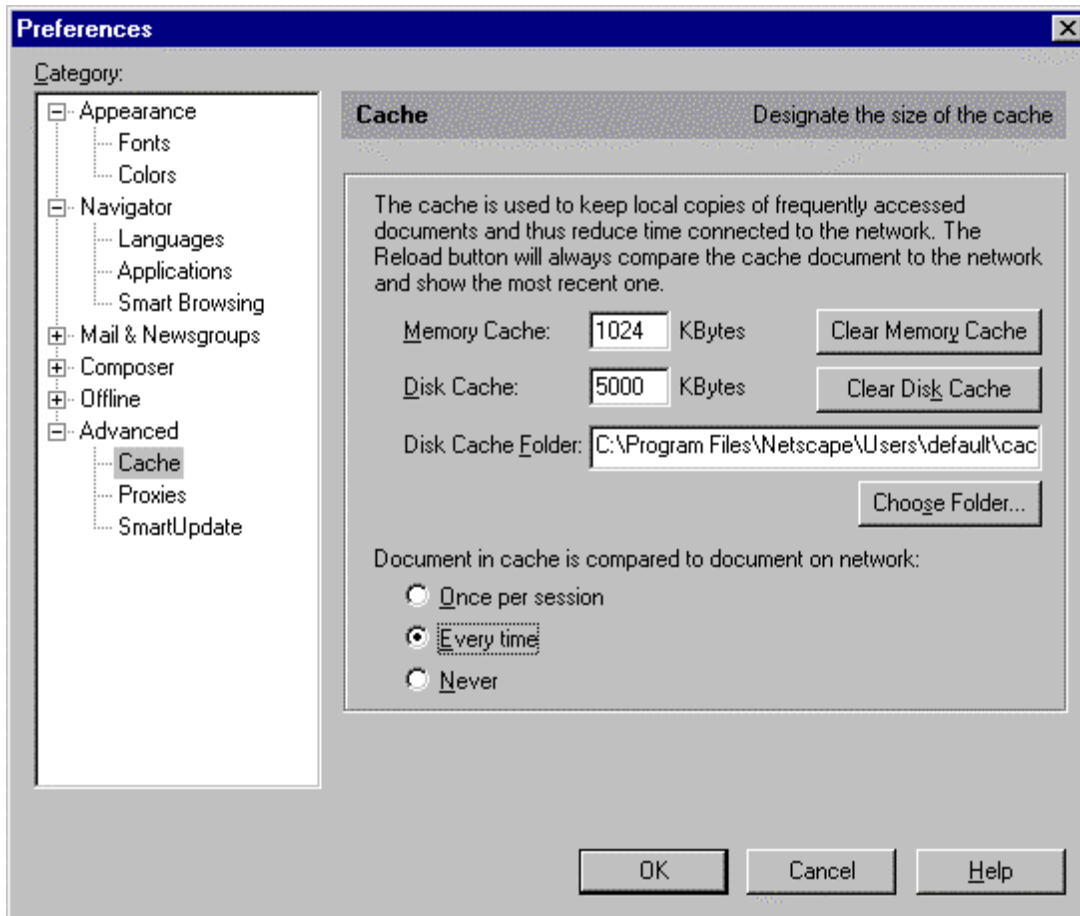 Preferences
Category:
Appearance
Fonts
Colors
Navigator
Languages
Applications
Smart Browsing
Mail & Newsgroups
Composer
Offline
Advanced
Cache
Proxies
SmartUpdate
Cache Designate the size of the cache
The cache is used to keep local copies of frequently accessed
documents and thus reduce time connected to the network. The
Reload button will always compare the cache document to the network
and show the most recent one.
Memory Cache: 1024 KBytes Clear Memory Cache
Disk Cache: 5000 KBytes Clear Disk Cache
Disk Cache Folder: C:\Program Files\Netscape\Users\default\cac
Choose Folder...
Document in cache is compared to document on network:
Once per session
Every time
Never
OK Cancel Help